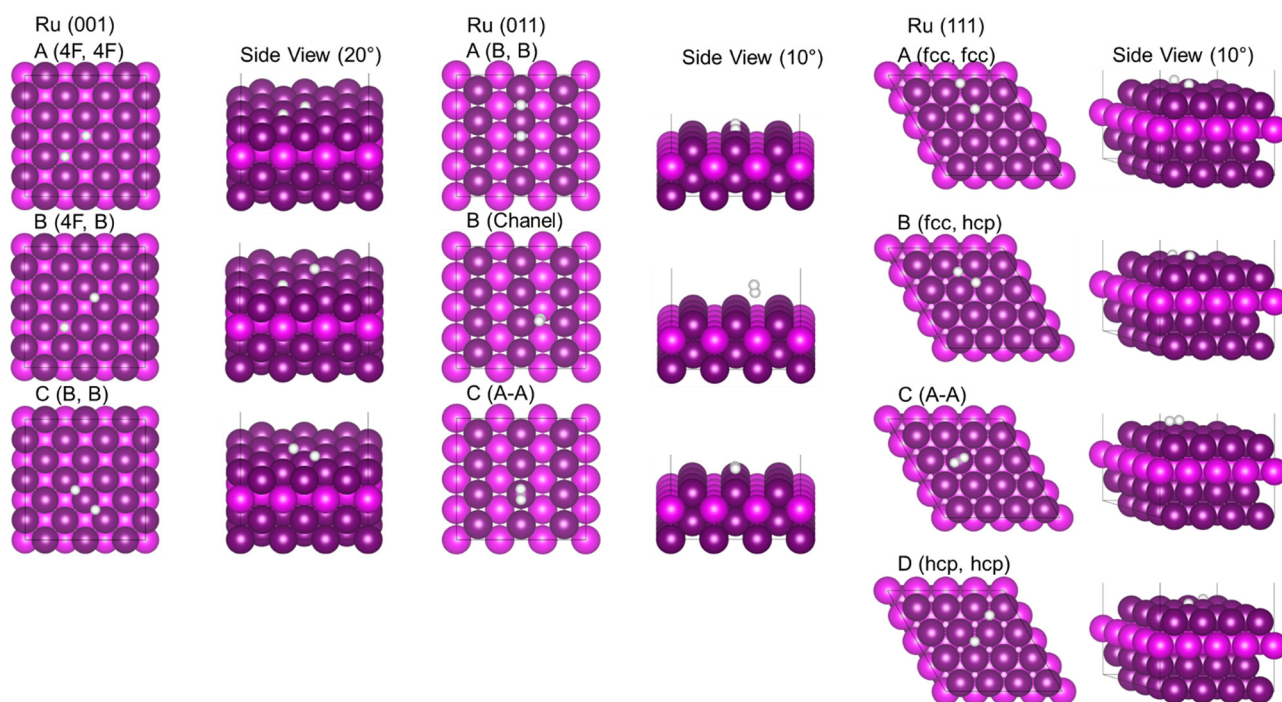 Ru (001)
A (4F, 4F)
Side View (20°)
B (4F, B)
C (B, B)
Ru (011)
A (B, B)
Side View (10°)
B (Chanel)
C (A-A)
Ru (111)
A (fcc, fcc)
Side View (10°)
B (fcc, hcp)
C (A-A)
D (hcp, hcp)